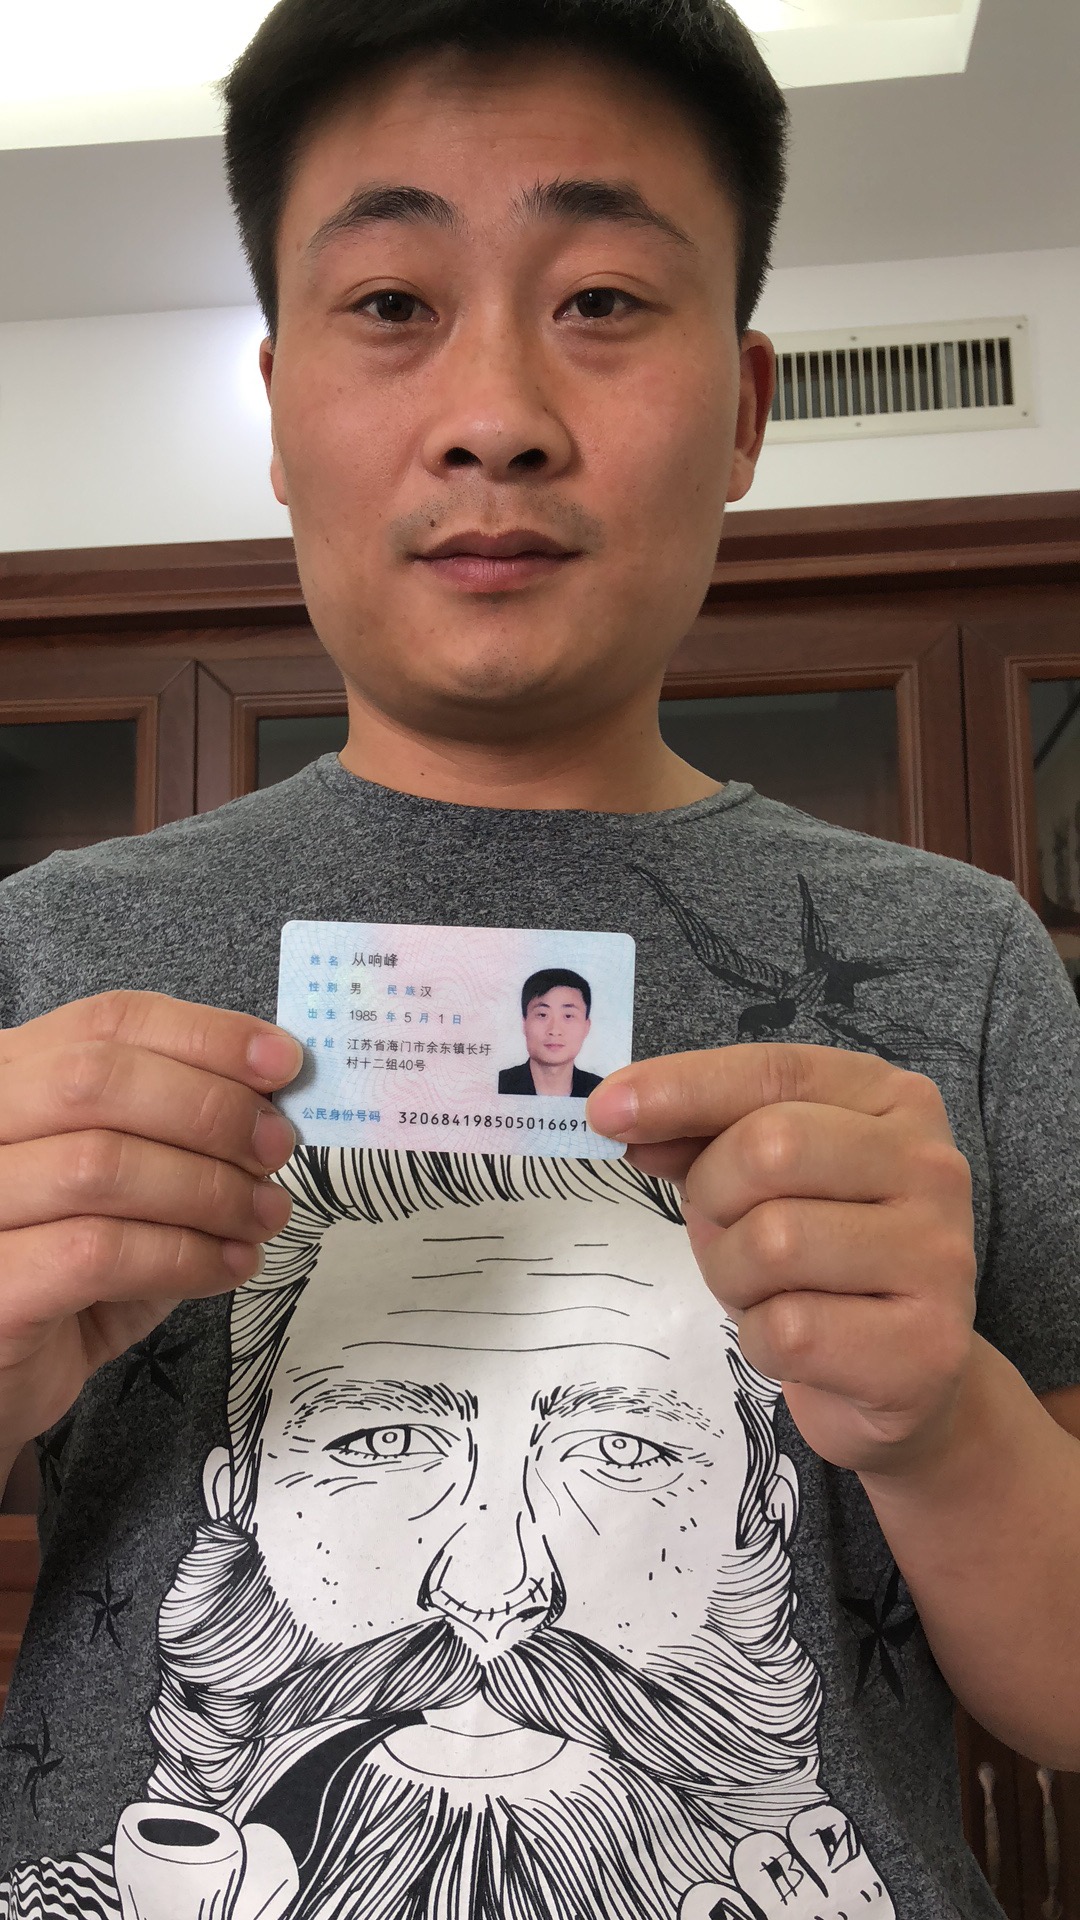 姓名 从响峰
性别 男 民族 汉
出生 1985 年 5 月 1 日
住址 江苏省海门市余东镇长圩
村十二组40号
公民身份号码 320684198505016691